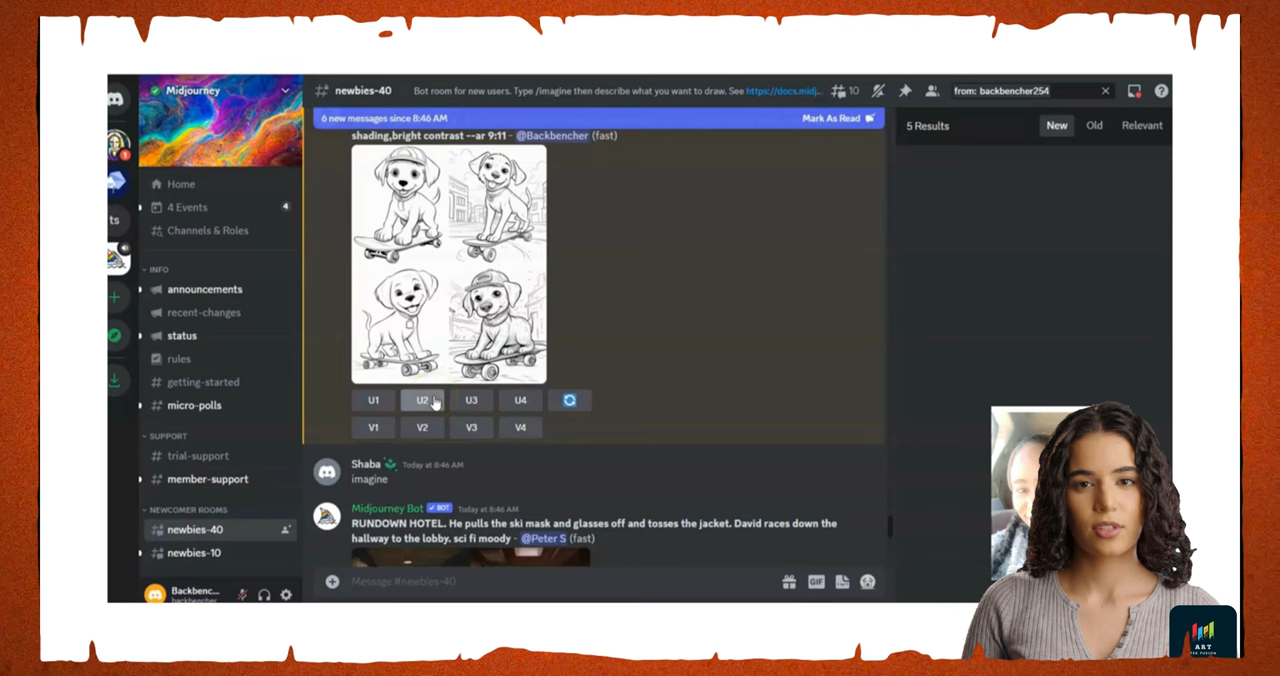 Midjourney
newbies-40
Bot room for new users. Type /imagine then describe what you want to draw. See https://docs.midj...
10
from: backbencher254
6 new messages since 8:46 AM
Mark As Read
5 Results
New
Old
Relevant
shading,bright contrast --ar 9:11 - @Backbencher (fast)
1
ts
Home
4 Events
4
Channels & Roles
INFO
announcements
recent-changes
status
rules
getting-started
micro-polls
SUPPORT
trial-support
member-support
NEWCOMER ROOMS
newbies-40
newbies-10
Backbenc...
backbencher
U1
U2
U3
U4
V1
V2
V3
V4
Shaba
Today at 8:46 AM
imagine
Midjourney Bot
BOT
Today at 8:46 AM
RUNDOWN HOTEL. He pulls the ski mask and glasses off and tosses the jacket. David races down the
hallway to the lobby. sci fi moody - @Peter S (fast)
Message #newbies-40
GIF
ART